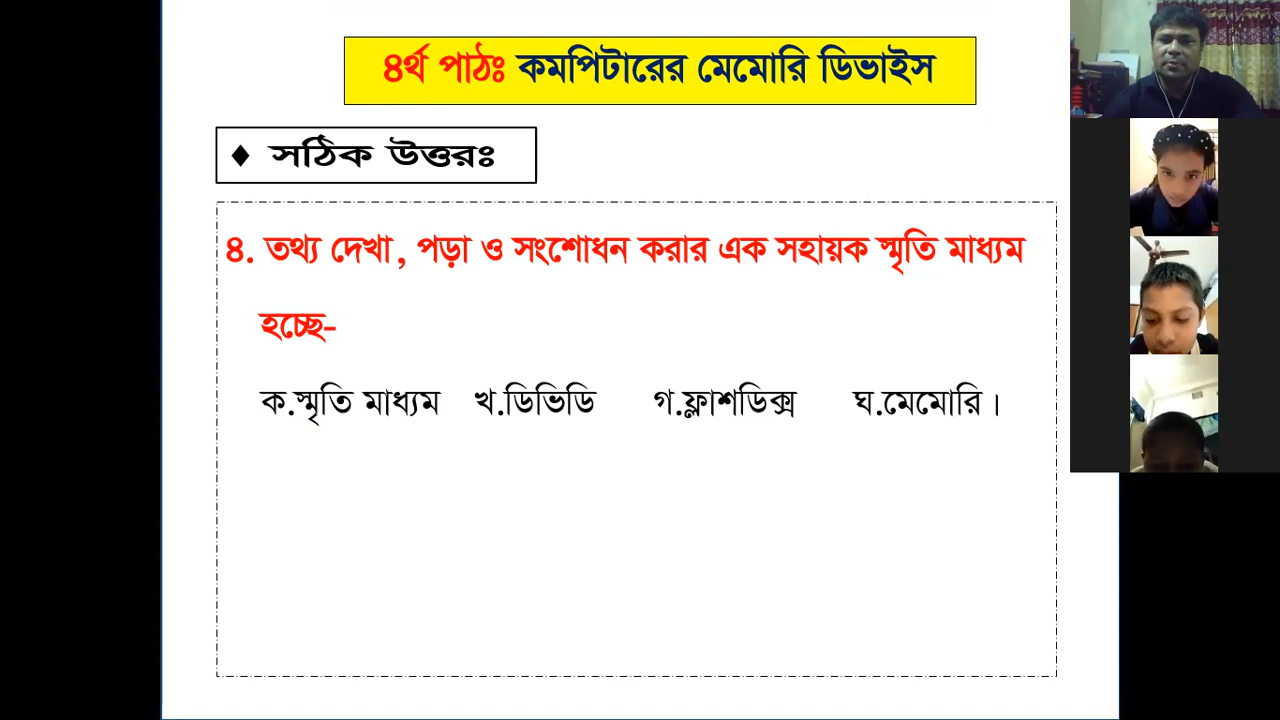 ৪র্থ পাঠঃ কমপিটারের মেমোরি ডিভাইস
♦ সঠিক উত্তরঃ
৪. তথ্য দেখা, পড়া ও সংশোধন করার এক সহায়ক স্মৃতি মাধ্যম
হচ্ছে-
ক.স্মৃতি মাধ্যম খ.ডিভিডি গ.ফ্লাশডিক্স ঘ.মেমোরি।